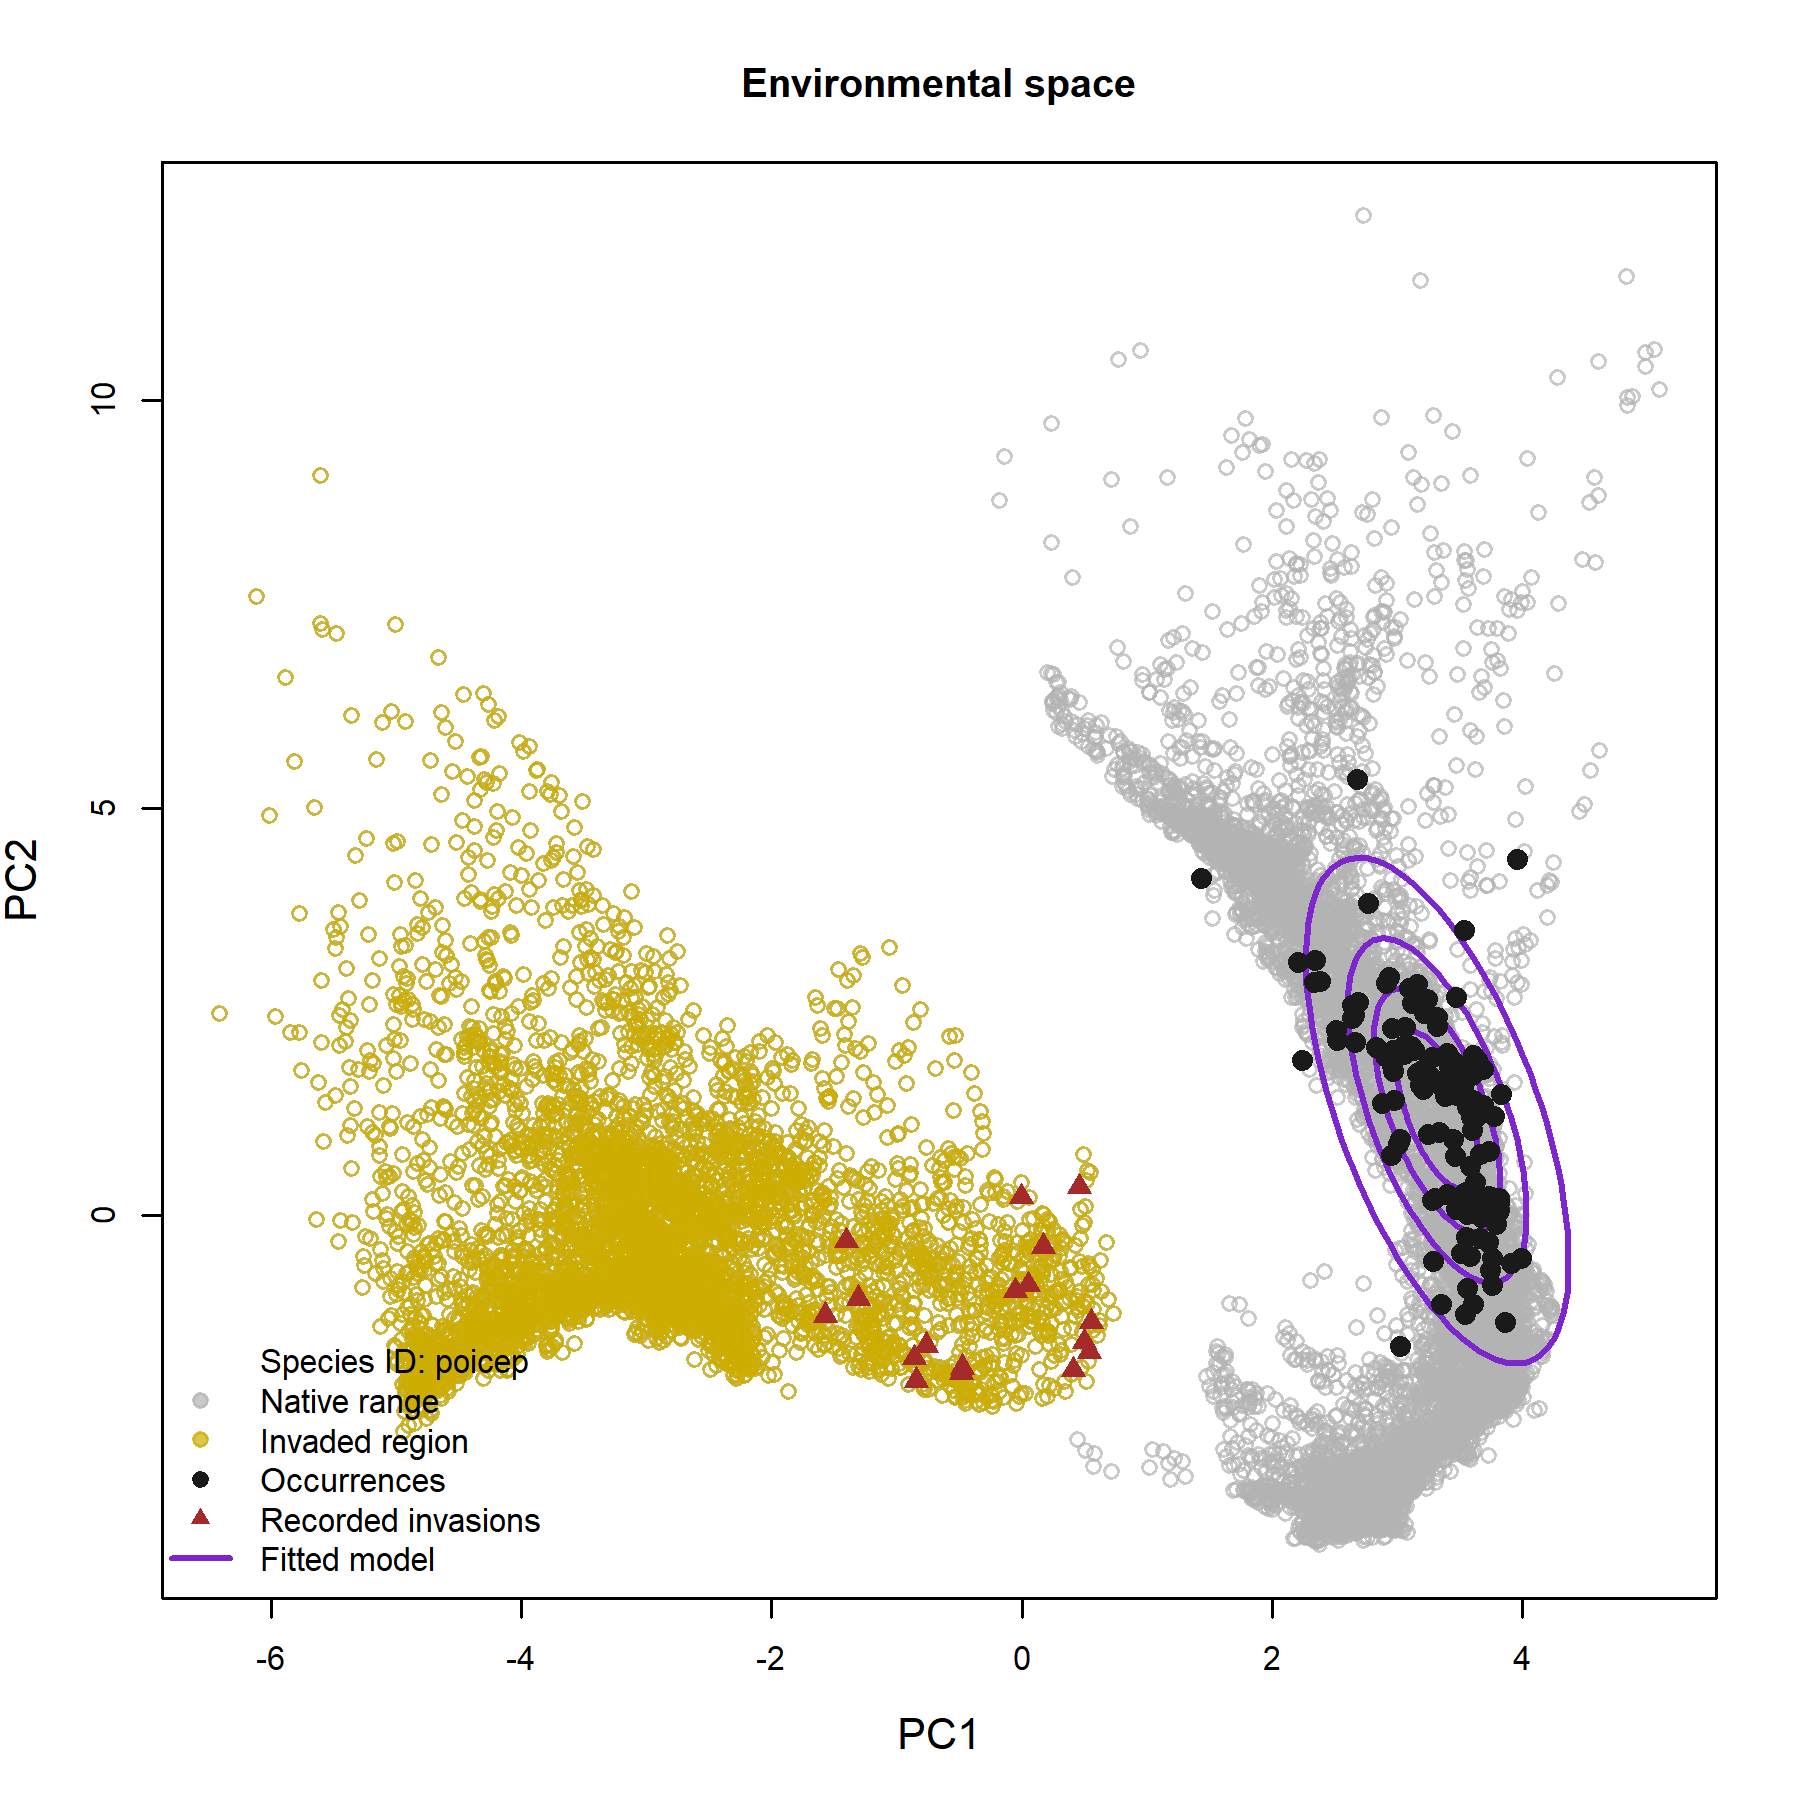 Environmental space
10
5
0
PC2
Species ID: poicep
Native range
Invaded region
Occurrences
Recorded invasions
Fitted model
-6 -4 -2 0 2 4
PC1